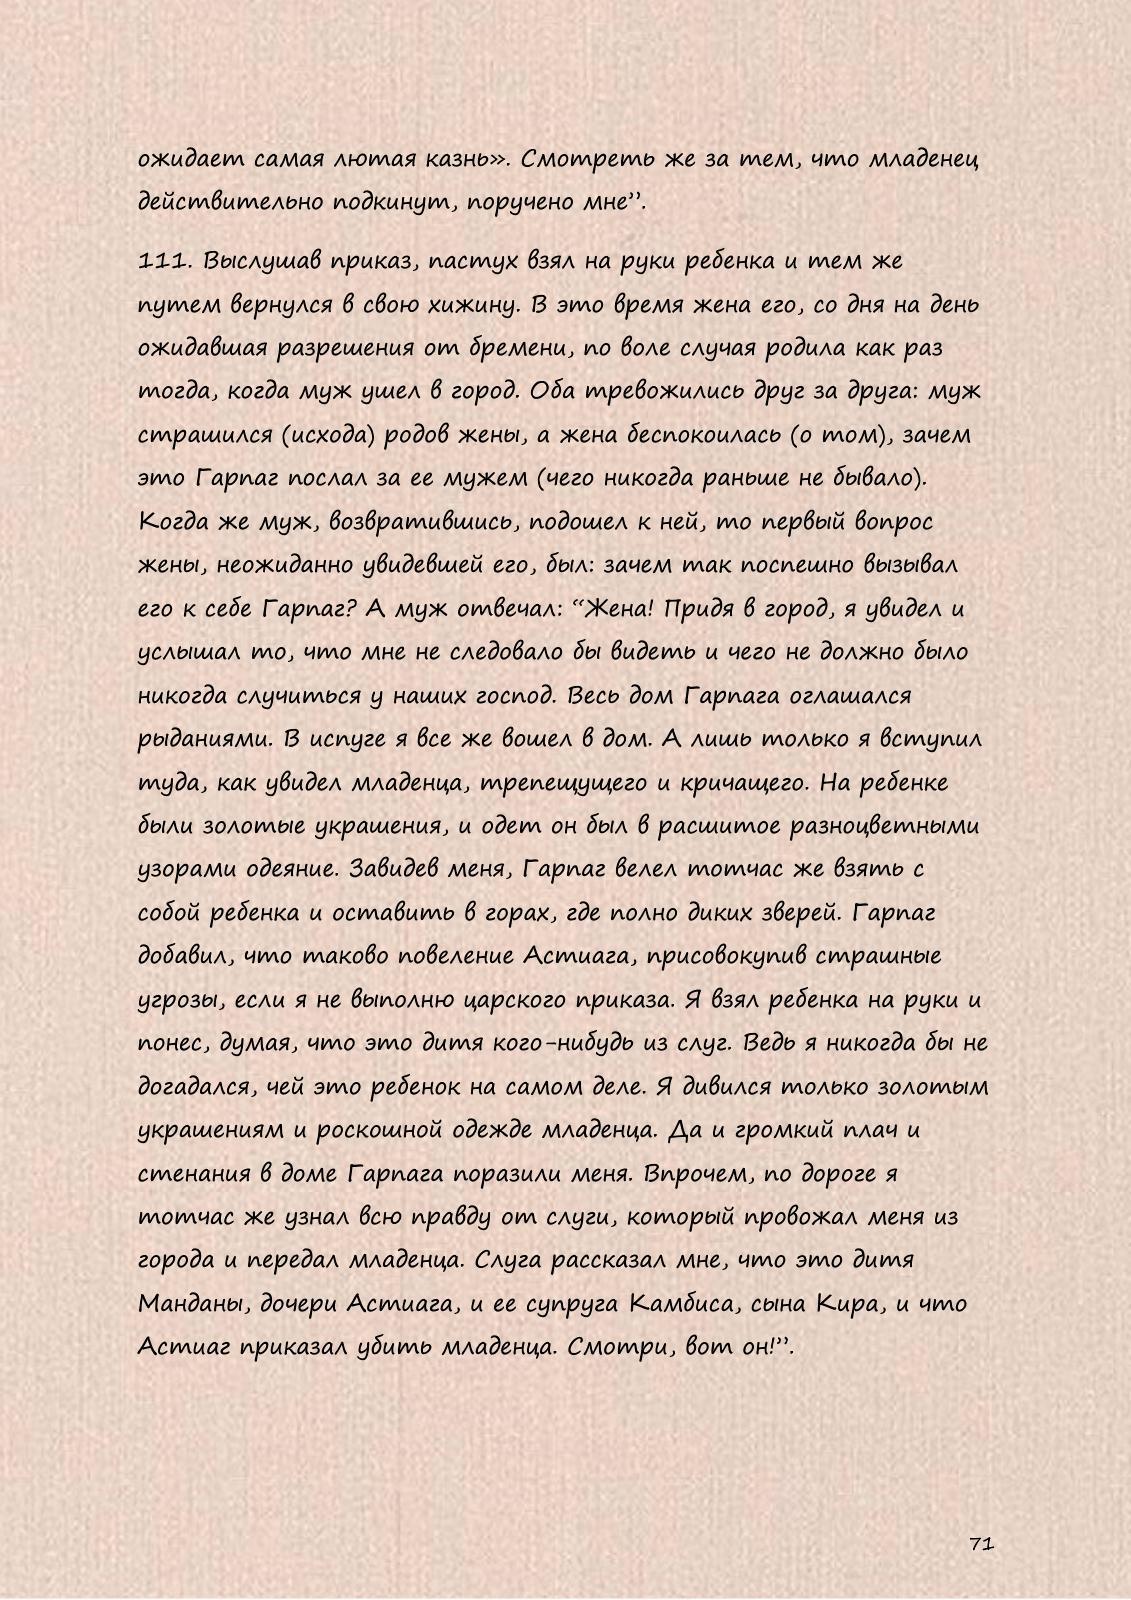 ожидает самая лютая казнь». Смотреть же за тем, что младенец
действительно подкинут, поручено мне”.
111. Выслушав приказ, пастух взял на руки ребенка и тем же
путем вернулся в свою хижину. В это время жена его, со дня на день
ожидавшая разрешения от бремени, по воле случая родила как раз
тогда, когда муж ушел в город. Оба тревожились друг за друга: муж
страшился (исхода) родов жены, а жена беспокоилась (о том), зачем
это Гарпаг послал за ее мужем (чего никогда раньше не бывало).
Когда же муж, возвратившись, подошел к ней, то первый вопрос
жены, неожиданно увидевшей его, был: зачем так поспешно вызывал
его к себе Гарпаг? А муж отвечал: “Жена! Придя в город, я увидел и
услышал то, что мне не следовало бы видеть и чего не должно было
никогда случиться у наших господ. Весь дом Гарпага оглашался
рыданиями. В испуге я все же вошел в дом. А лишь только я вступил
туда, как увидел младенца, трепещущего и кричащего. На ребенке
были золотые украшения, и одет он был в расшитое разноцветными
узорами одеяние. Завидев меня, Гарпаг велел тотчас же взять с
собой ребенка и оставить в горах, где полно диких зверей. Гарпаг
добавил, что таково повеление Астиага, присовокупив страшные
угрозы, если я не выполню царского приказа. Я взял ребенка на руки и
понес, думая, что это дитя кого-нибудь из слуг. Ведь я никогда бы не
догадался, чей это ребенок на самом деле. Я дивился только золотым
украшениям и роскошной одежде младенца. Да и громкий плач и
стенания в доме Гарпага поразили меня. Впрочем, по дороге я
тотчас же узнал всю правду от слуги, который провожал меня из
города и передал младенца. Слуга рассказал мне, что это дитя
Манданы, дочери Астиага, и ее супруга Камбиса, сына Кира, и что
Астиаг приказал убить младенца. Смотри, вот он!”.
71